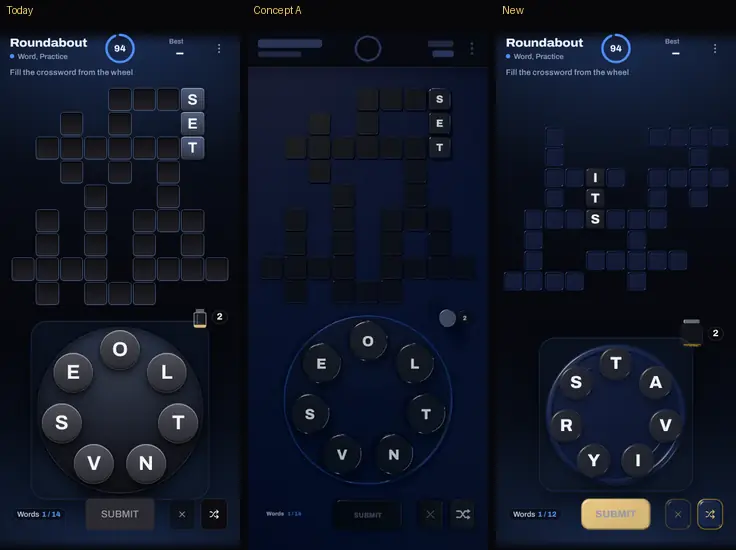 Today
Roundabout
94
Best
–
Word, Practice
Fill the crossword from the wheel
S
E
T
2
O
E
L
S
T
V
N
Words 1 / 14
SUBMIT
Concept A
S
E
T
2
O
E
L
S
T
V
N
Words 1 / 14
SUBMIT
New
Roundabout
94
Best
–
Word, Practice
Fill the crossword from the wheel
I
T
S
2
T
S
A
R
V
Y
I
Words 1 / 12
SUBMIT